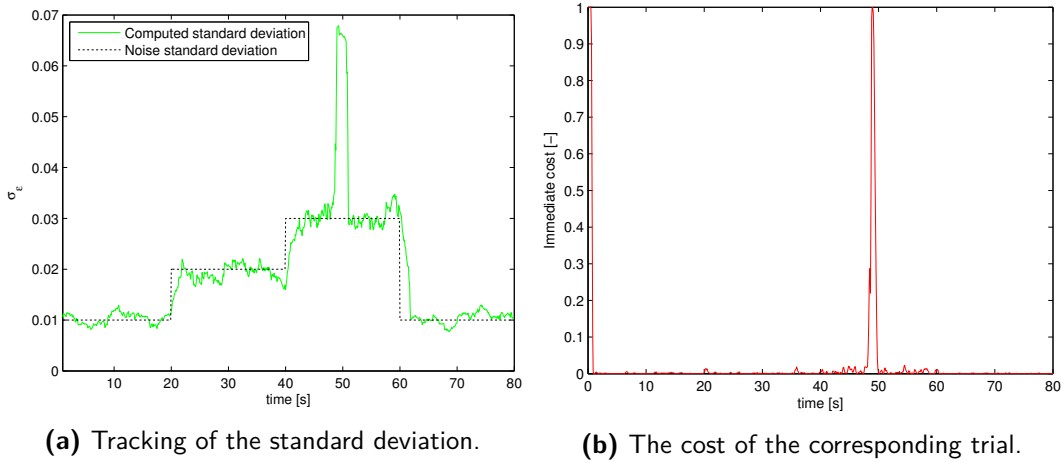 0.07
0.06
0.05
0.04
0.03
0.02
0.01
0
σε
Computed standard deviation
Noise standard deviation
10 20 30 40 50 60 70 80
time [s]
(a) Tracking of the standard deviation.
1
0.9
0.8
0.7
0.6
0.5
0.4
0.3
0.2
0.1
0
Immediate cost [-]
0 10 20 30 40 50 60 70 80
time [s]
(b) The cost of the corresponding trial.